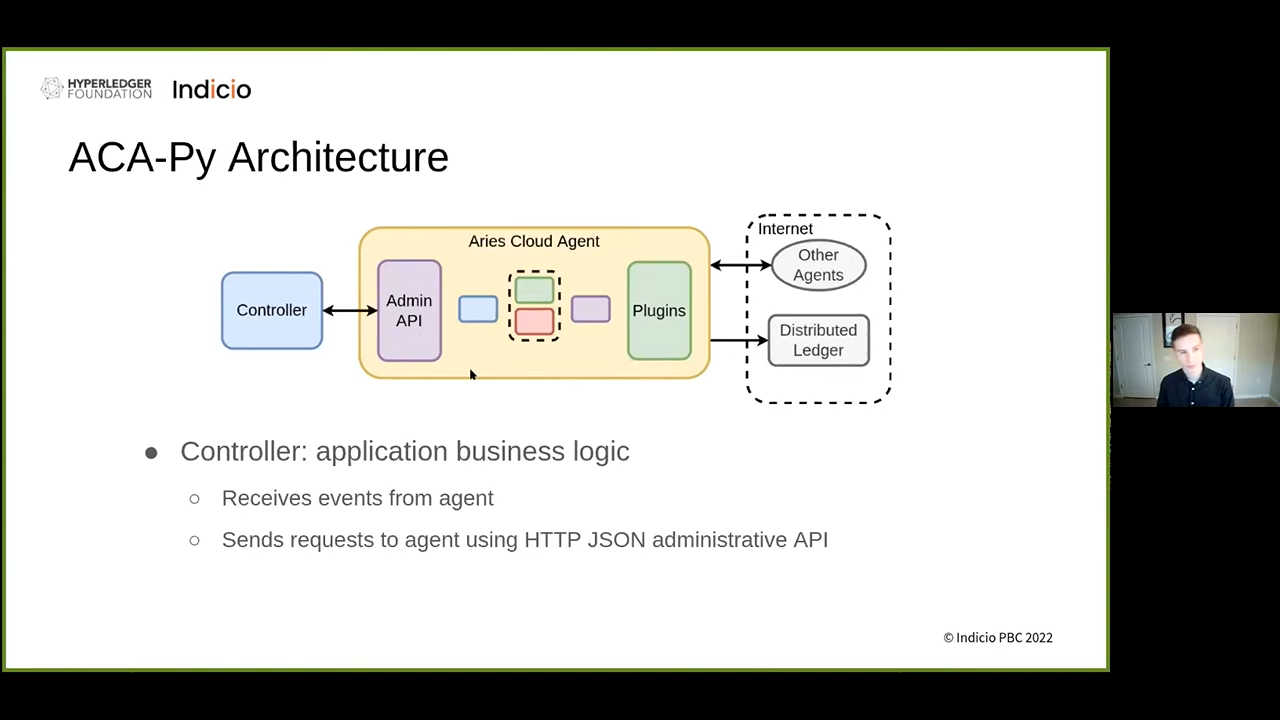 HYPERLEDGER
FOUNDATION
Indicio
ACA-Py Architecture
Aries Cloud Agent
Internet
Controller
Admin
API
Plugins
Other
Agents
Distributed
Ledger
● Controller: application business logic
○ Receives events from agent
○ Sends requests to agent using HTTP JSON administrative API
© Indicio PBC 2022